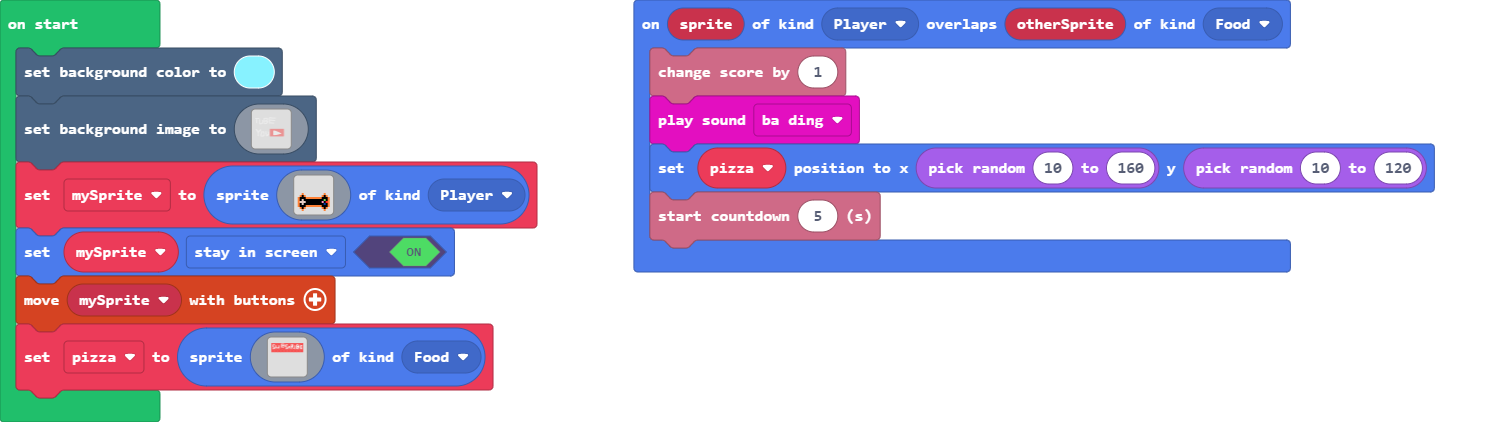 on start
set background color to
set background image to
set mySprite to sprite of kind Player
set mySprite stay in screen ON
move mySprite with buttons
set pizza to sprite of kind Food
on sprite of kind Player overlaps otherSprite of kind Food
change score by 1
play sound ba ding
set pizza position to x pick random 10 to 160 y pick random 10 to 120
start countdown 5 (s)